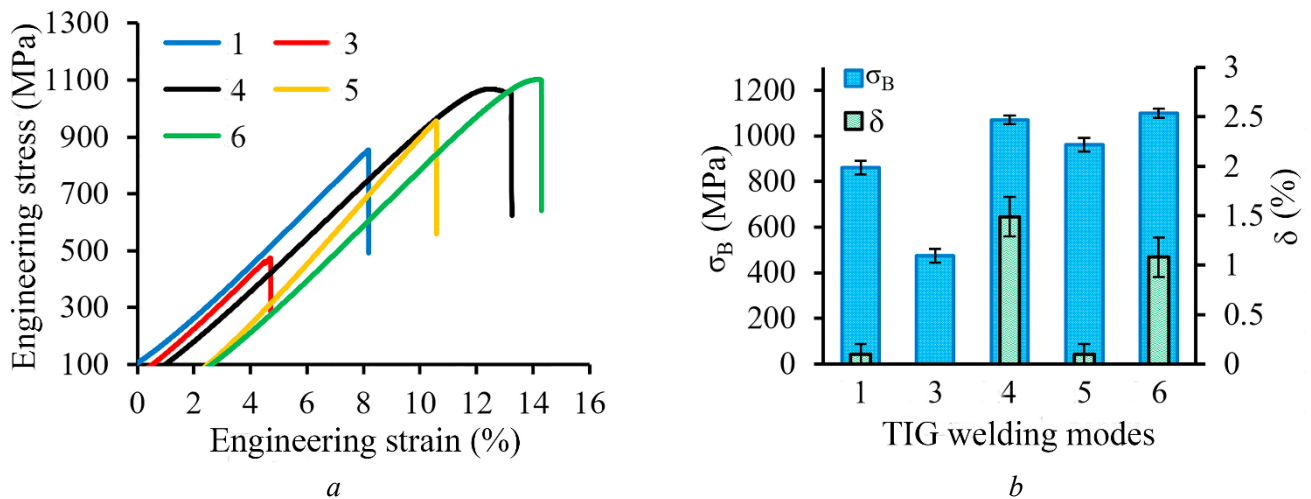 Engineering stress (MPa)
1300
1100
900
700
500
300
100
1 3
4 5
6
0 2 4 6 8 10 12 14 16
Engineering strain (%)
a
σB (MPa)
1200
1000
800
600
400
200
0
σB
δ
3
2.5
2
1.5
1
0.5
0
δ (%)
1 3 4 5 6
TIG welding modes
b